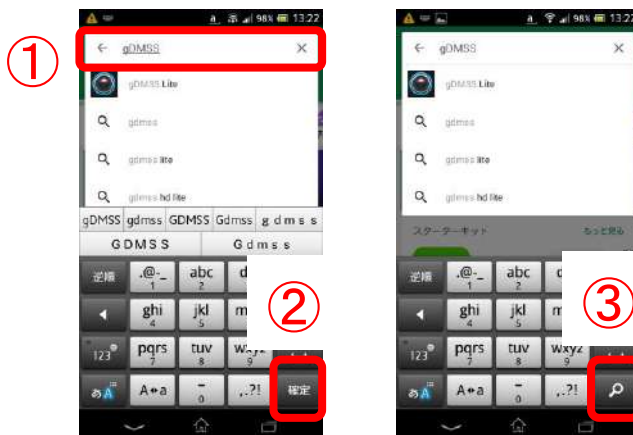 98% 13:22
① gDMSS
gDMSS Lite
gdmss
gdmss lite
gdmss hd lite
gDMSS gdmss GDMSS Gdmss g d m s s
G D M S S G d m s s
逆順 .@-_ 1 abc 2 d
ghi 4 jkl 5 m ②
123 pqrs 7 tuv 8 wxyz 9
あA A↔a - 0 ,.?! 確定
98% 13:22
gDMSS
gDMSS Lite
gdmss
gdmss lite
gdmss hd lite
スターターキット もっと見る
逆順 .@-_ 1 abc 2 d
ghi 4 jkl 5 m ③
123 pqrs 7 tuv 8 wxyz 9
あA A↔a - 0 ,.?!